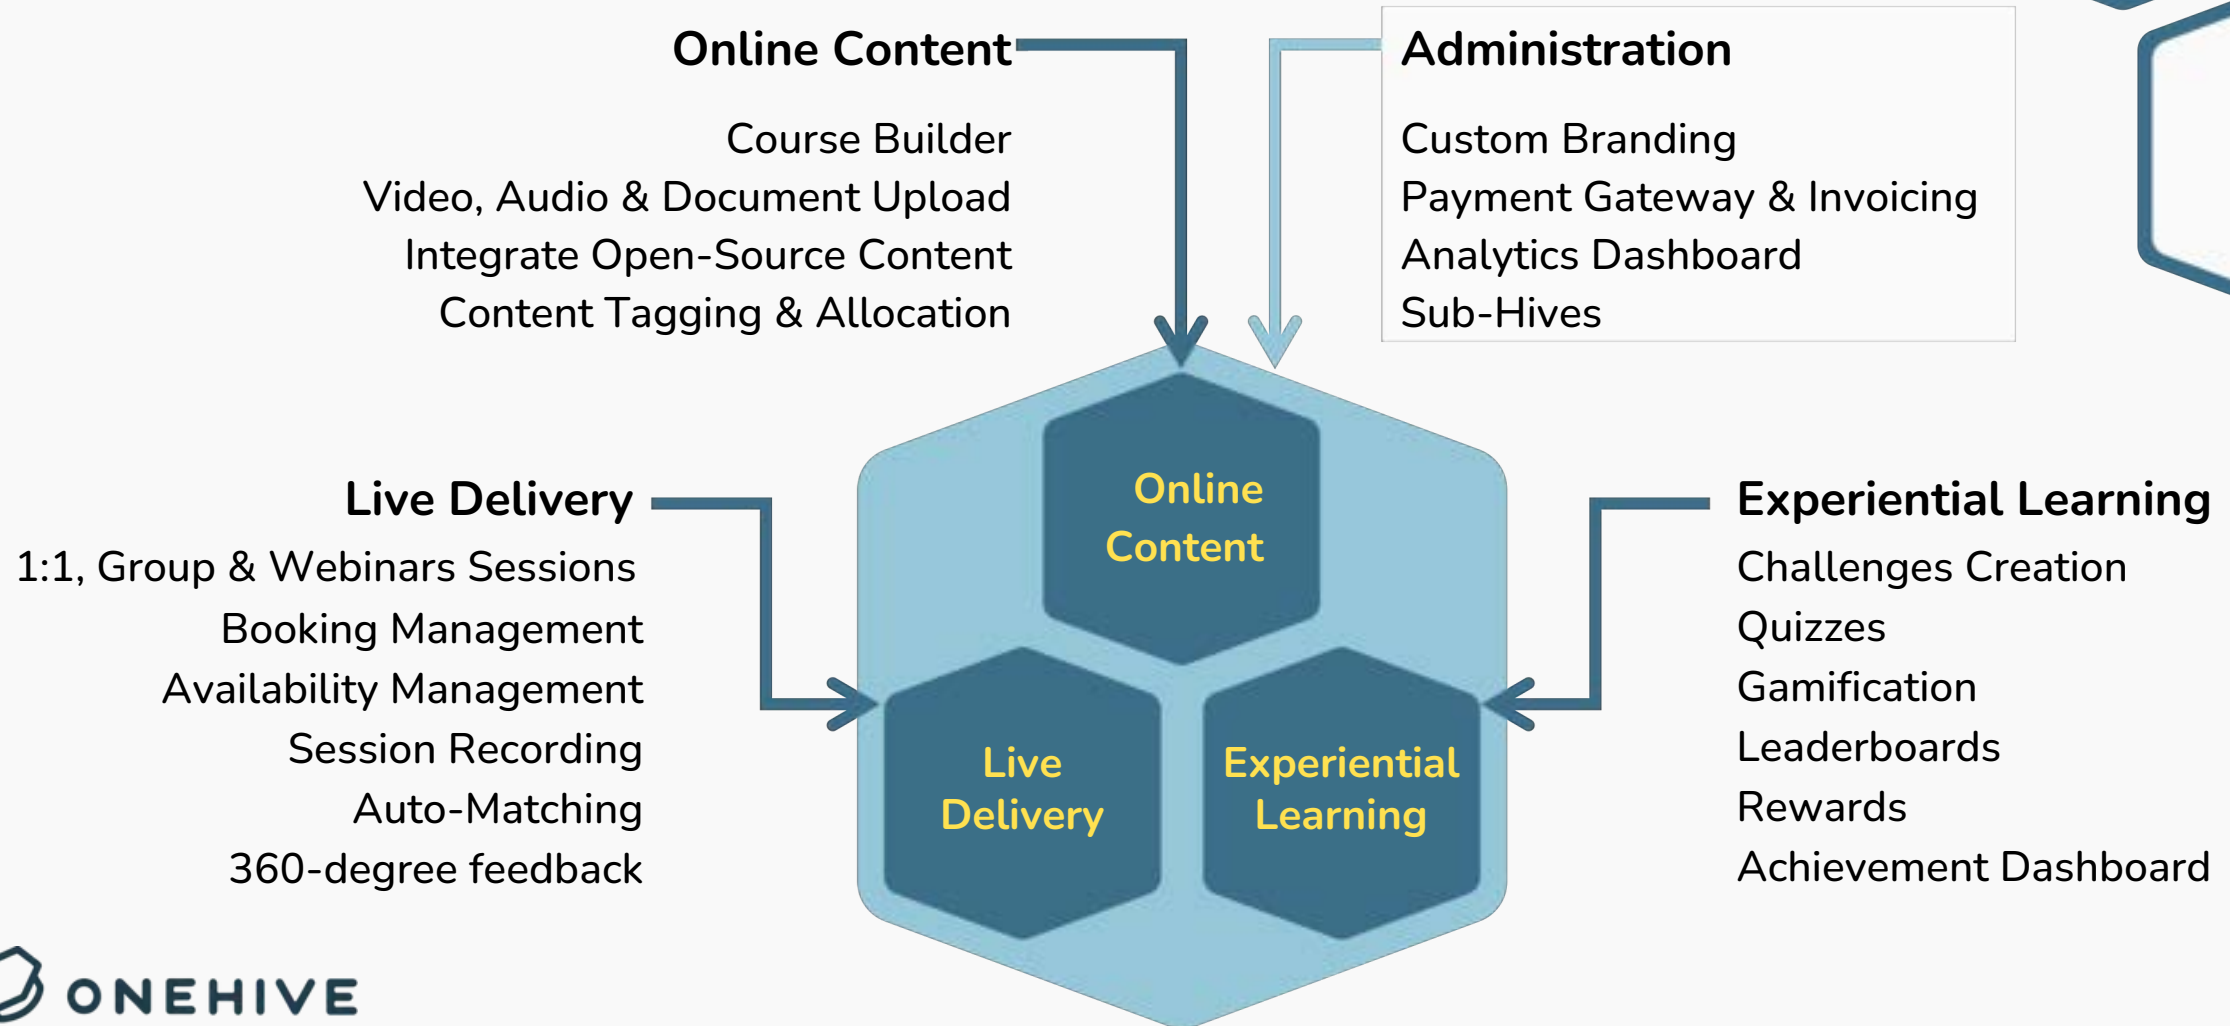 Online Content
Course Builder
Video, Audio & Document Upload
Integrate Open-Source Content
Content Tagging & Allocation
Administration
Custom Branding
Payment Gateway & Invoicing
Analytics Dashboard
Sub-Hives
Live Delivery
1:1, Group & Webinars Sessions
Booking Management
Availability Management
Session Recording
Auto-Matching
360-degree feedback
Online
Content
Live
Delivery
Experiential
Learning
Experiential Learning
Challenges Creation
Quizzes
Gamification
Leaderboards
Rewards
Achievement Dashboard
ONEHIVE